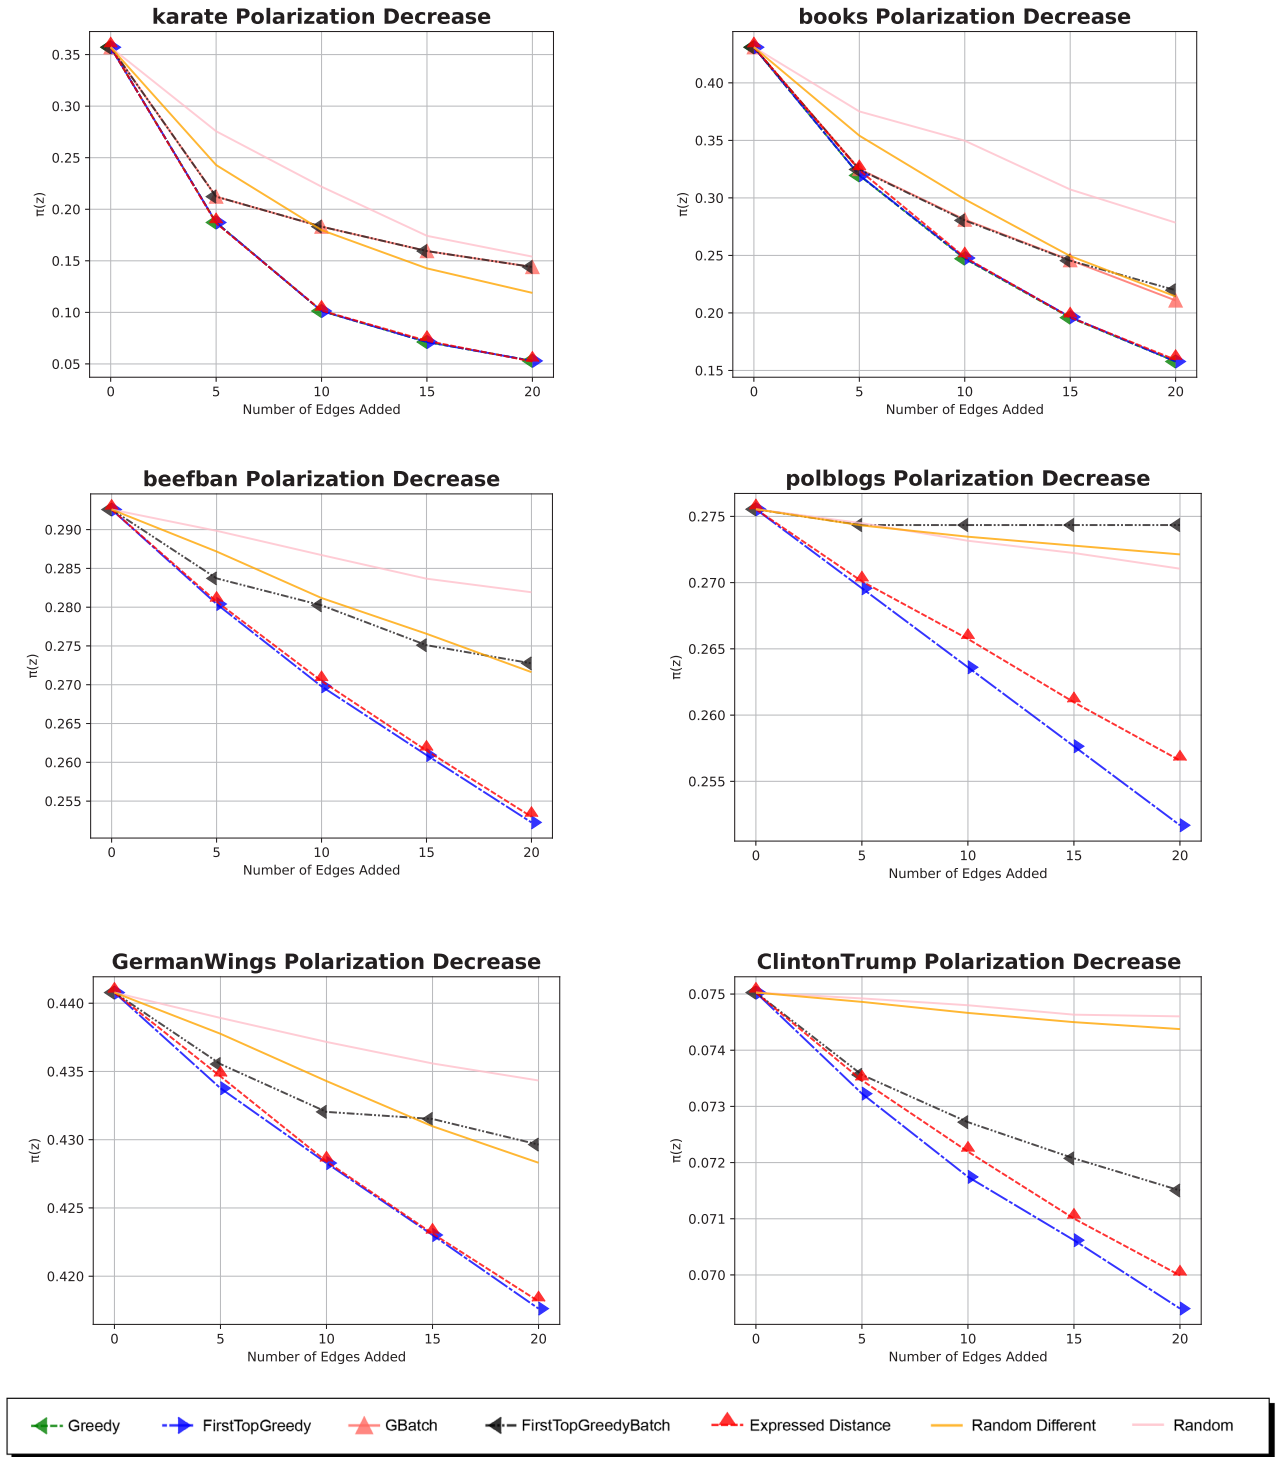 karate Polarization Decrease
0.35
0.30
0.25
0.20
0.15
0.10
0.05
π(z)
0 5 10 15 20
Number of Edges Added
books Polarization Decrease
0.40
0.35
0.30
0.25
0.20
0.15
π(z)
0 5 10 15 20
Number of Edges Added
beefban Polarization Decrease
0.290
0.285
0.280
0.275
0.270
0.265
0.260
0.255
π(z)
0 5 10 15 20
Number of Edges Added
polblogs Polarization Decrease
0.275
0.270
0.265
0.260
0.255
π(z)
0 5 10 15 20
Number of Edges Added
GermanWings Polarization Decrease
0.440
0.435
0.430
0.425
0.420
π(z)
0 5 10 15 20
Number of Edges Added
ClintonTrump Polarization Decrease
0.075
0.074
0.073
0.072
0.071
0.070
π(z)
0 5 10 15 20
Number of Edges Added
Greedy FirstTopGreedy GBatch FirstTopGreedyBatch Expressed Distance Random Different Random